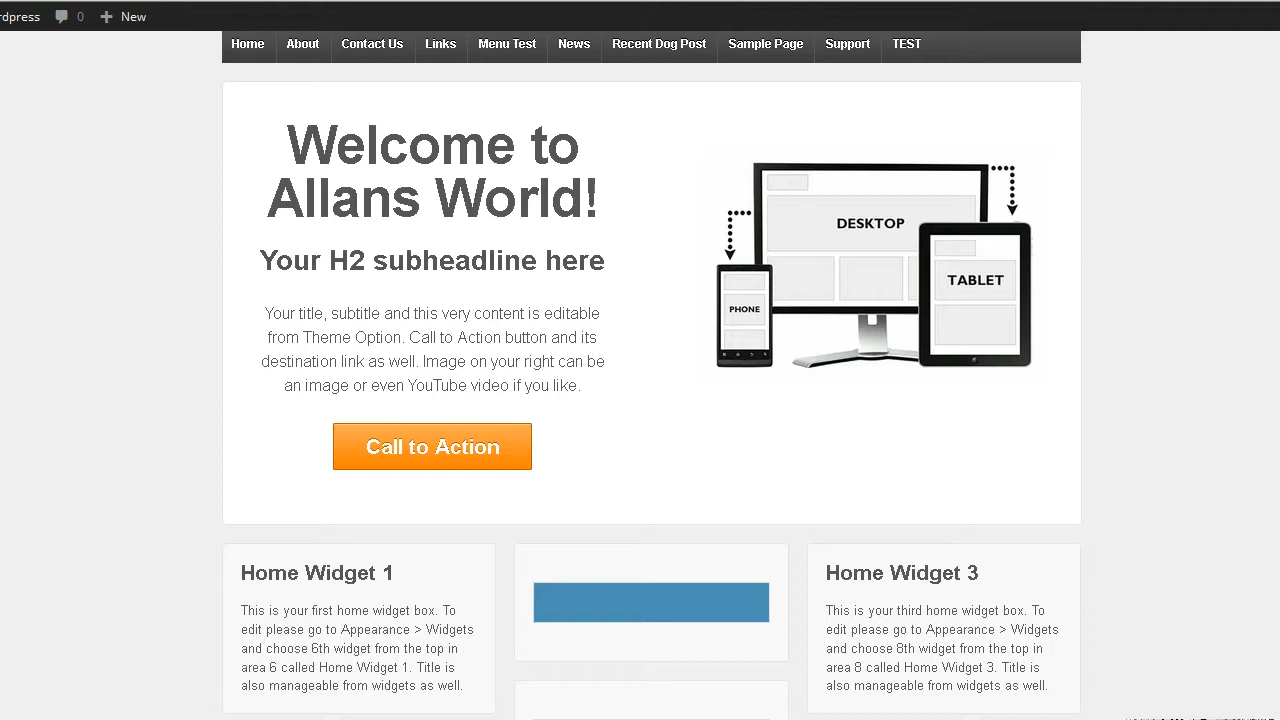 rdpress 0 New
Home About Contact Us Links Menu Test News Recent Dog Post Sample Page Support TEST
Welcome to
Allans World!
Your H2 subheadline here
Your title, subtitle and this very content is editable
from Theme Option. Call to Action button and its
destination link as well. Image on your right can be
an image or even YouTube video if you like.
Call to Action
DESKTOP
TABLET
PHONE
Home Widget 1
This is your first home widget box. To
edit please go to Appearance > Widgets
and choose 6th widget from the top in
area 6 called Home Widget 1. Title is
also manageable from widgets as well.
Home Widget 3
This is your third home widget box. To
edit please go to Appearance > Widgets
and choose 8th widget from the top in
area 8 called Home Widget 3. Title is
also manageable from widgets as well.